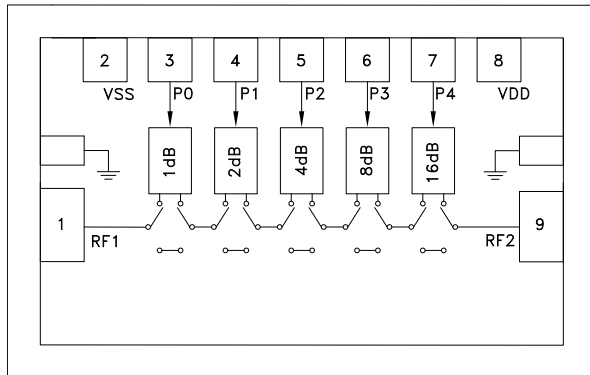 2 3 4 5 6 7 8
VSS P0 P1 P2 P3 P4 VDD
1dB 2dB 4dB 8dB 16dB
1 9
RF1 RF2